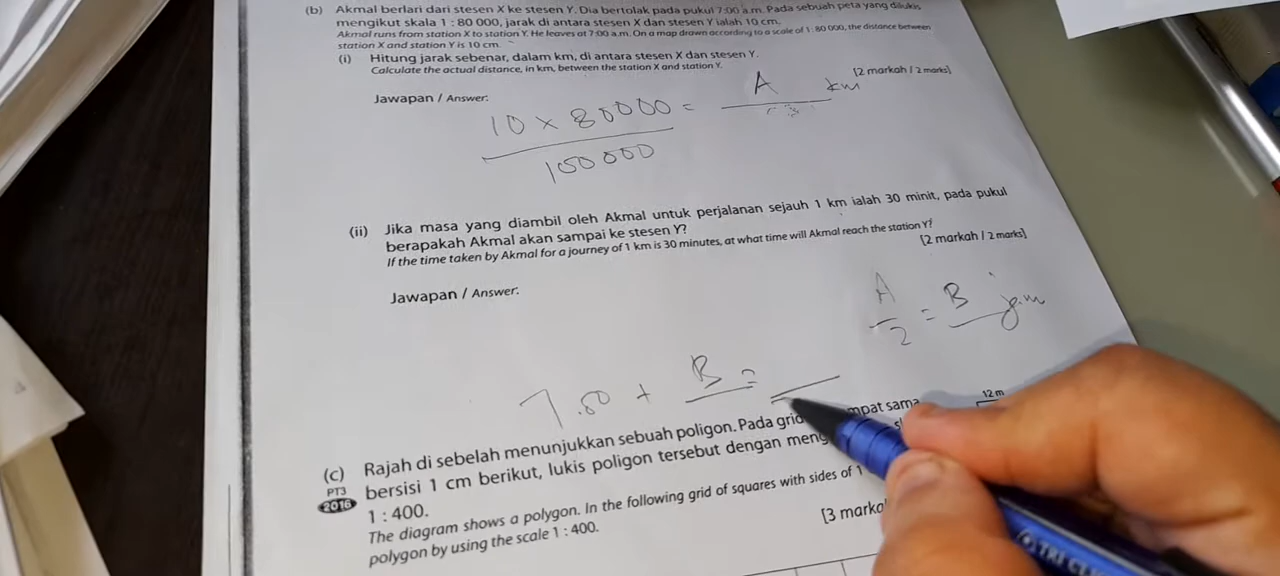 (b) Akmal berlari dari stesen X ke stesen Y. Dia bertolak pada pukul 7:00 a.m. Pada sebuah peta yang dilukis
mengikut skala 1 : 80 000, jarak di antara stesen X dan stesen Y ialah 10 cm.
Akmal runs from station X to station Y. He leaves at 7:00 a.m. On a map drawn according to a scale of 1 : 80 000, the distance between
station X and station Y is 10 cm.
(i) Hitung jarak sebenar, dalam km, di antara stesen X dan stesen Y.
Calculate the actual distance, in km, between the station X and station Y.
[2 markah / 2 marks]
Jawapan / Answer:
10 × 80000 = A km
100000
(ii) Jika masa yang diambil oleh Akmal untuk perjalanan sejauh 1 km ialah 30 minit, pada pukul
berapakah Akmal akan sampai ke stesen Y?
If the time taken by Akmal for a journey of 1 km is 30 minutes, at what time will Akmal reach the station Y?
[2 markah / 2 marks]
Jawapan / Answer:
A
2 = B jam
7.00 + B =
12 m
(c) Rajah di sebelah menunjukkan sebuah poligon. Pada grid mpat sama
PT3 bersisi 1 cm berikut, lukis poligon tersebut dengan meng
2016 1 : 400.
The diagram shows a polygon. In the following grid of squares with sides of 1
polygon by using the scale 1 : 400.
[3 marka
TRI